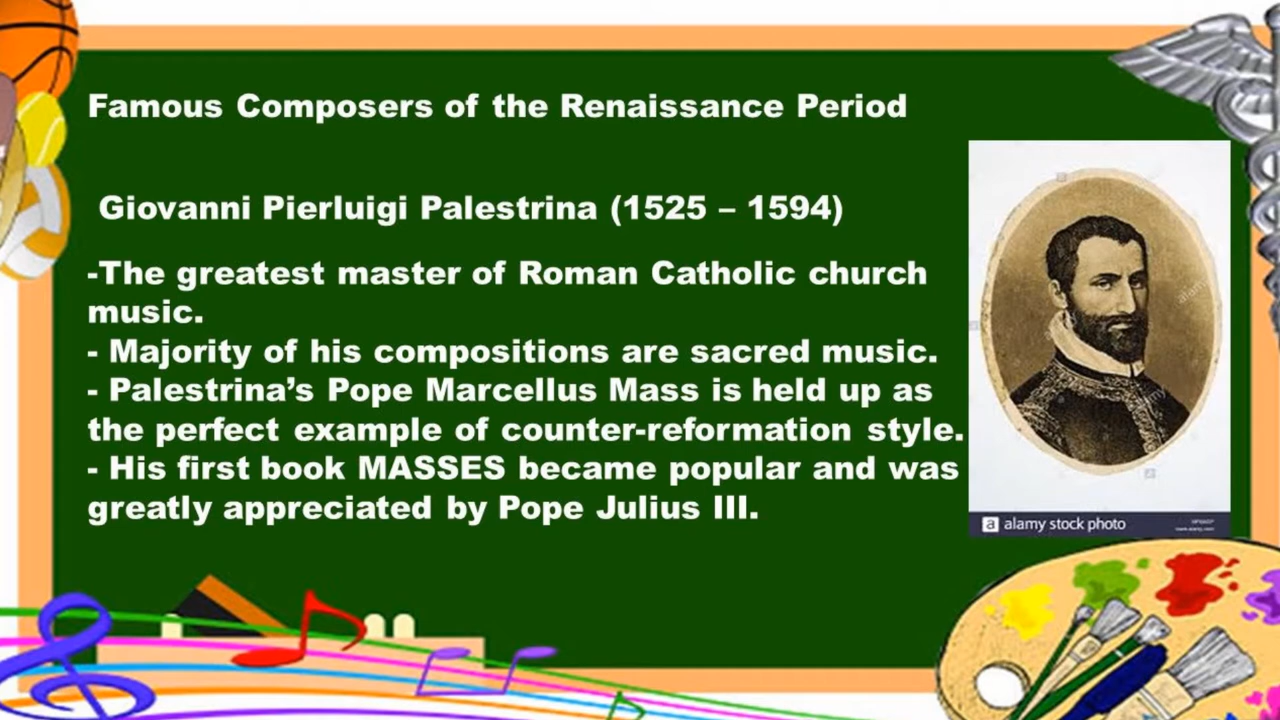 Famous Composers of the Renaissance Period
Giovanni Pierluigi Palestrina (1525 – 1594)
-The greatest master of Roman Catholic church
music.
- Majority of his compositions are sacred music.
- Palestrina’s Pope Marcellus Mass is held up as
the perfect example of counter-reformation style.
- His first book MASSES became popular and was
greatly appreciated by Pope Julius III.
a alamy stock photo